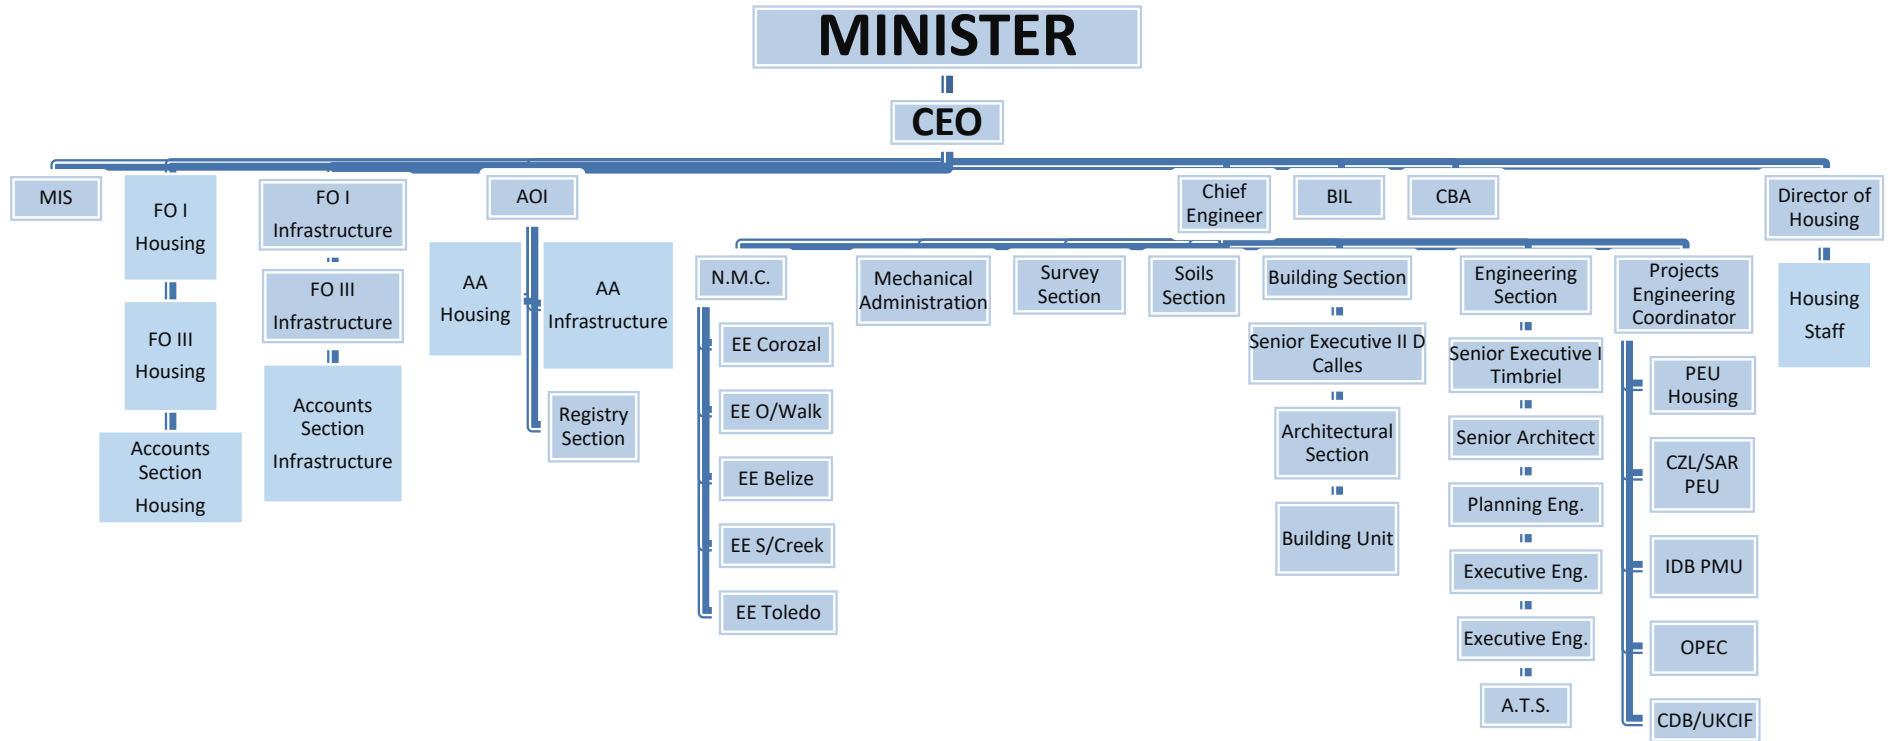 MINISTER
CEO
MIS
FO I
Housing
FO III
Housing
Accounts
Section
Housing
FO I
Infrastructure
FO III
Infrastructure
Accounts
Section
Infrastructure
AOI
AA
Housing
AA
Infrastructure
Registry
Section
Chief
Engineer
N.M.C.
EE Corozal
EE O/Walk
EE Belize
EE S/Creek
EE Toledo
Mechanical
Administration
Survey
Section
Soils
Section
Building Section
Senior Executive II D
Calles
Architectural
Section
Building Unit
Engineering
Section
Senior Executive I
Timbriel
Senior Architect
Planning Eng.
Executive Eng.
Executive Eng.
A.T.S.
Projects
Engineering
Coordinator
PEU
Housing
CZL/SAR
PEU
IDB PMU
OPEC
CDB/UKCIF
BIL
CBA
Director of
Housing
Housing
Staff